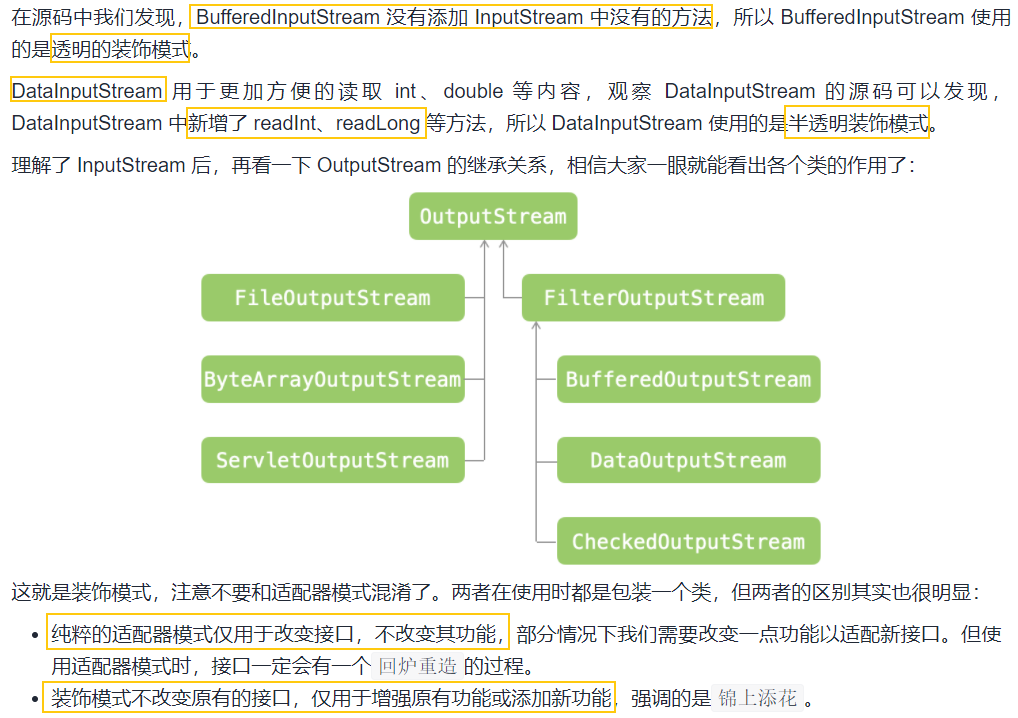 在源码中我们发现，BufferedInputStream 没有添加 InputStream 中没有的方法，所以 BufferedInputStream 使用
的是透明的装饰模式。
DataInputStream 用于更加方便的读取 int、double 等内容，观察 DataInputStream 的源码可以发现，
DataInputStream 中新增了 readInt、readLong 等方法，所以 DataInputStream 使用的是半透明装饰模式。
理解了 InputStream 后，再看一下 OutputStream 的继承关系，相信大家一眼就能看出各个类的作用了：
OutputStream
FileOutputStream
FilterOutputStream
ByteArrayOutputStream
BufferedOutputStream
ServletOutputStream
DataOutputStream
CheckedOutputStream
这就是装饰模式，注意不要和适配器模式混淆了。两者在使用时都是包装一个类，但两者的区别其实也很明显：
• 纯粹的适配器模式仅用于改变接口，不改变其功能，部分情况下我们需要改变一点功能以适配新接口。但使
用适配器模式时，接口一定会有一个 回炉重造 的过程。
• 装饰模式不改变原有的接口，仅用于增强原有功能或添加新功能，强调的是 锦上添花 。